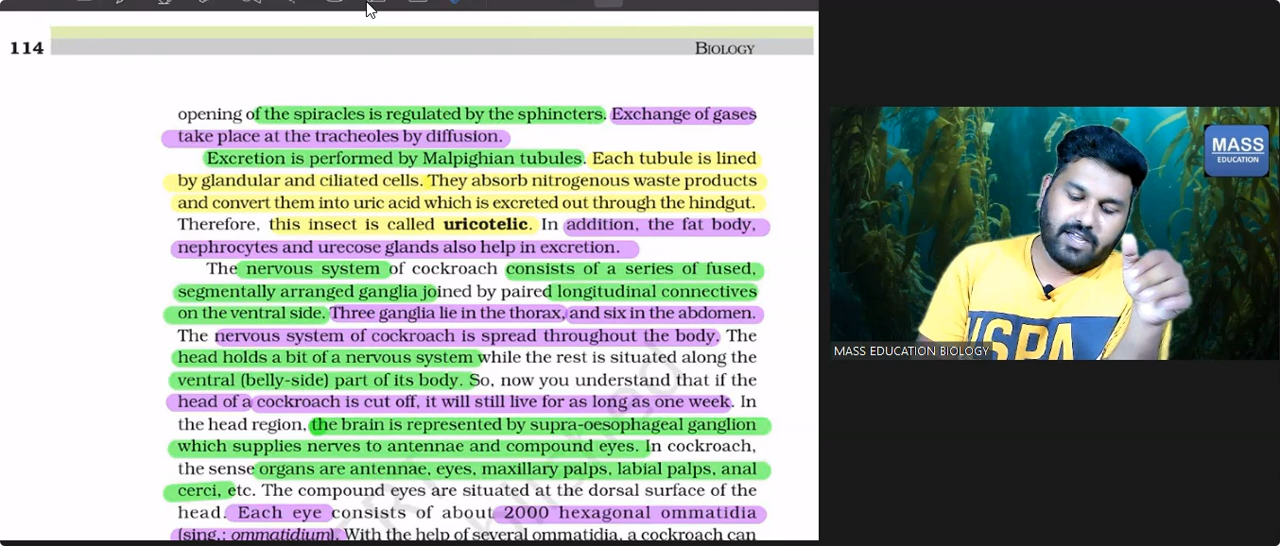 114
BIOLOGY
opening of the spiracles is regulated by the sphincters. Exchange of gases
take place at the tracheoles by diffusion.
Excretion is performed by Malpighian tubules. Each tubule is lined
by glandular and ciliated cells. They absorb nitrogenous waste products
and convert them into uric acid which is excreted out through the hindgut.
Therefore, this insect is called uricotelic. In addition, the fat body,
nephrocytes and urecose glands also help in excretion.
The nervous system of cockroach consists of a series of fused,
segmentally arranged ganglia joined by paired longitudinal connectives
on the ventral side. Three ganglia lie in the thorax, and six in the abdomen.
The nervous system of cockroach is spread throughout the body. The
head holds a bit of a nervous system while the rest is situated along the
ventral (belly-side) part of its body. So, now you understand that if the
head of a cockroach is cut off, it will still live for as long as one week. In
the head region, the brain is represented by supra-oesophageal ganglion
which supplies nerves to antennae and compound eyes. In cockroach,
the sense organs are antennae, eyes, maxillary palps, labial palps, anal
cerci, etc. The compound eyes are situated at the dorsal surface of the
head. Each eye consists of about 2000 hexagonal ommatidia
(sing.: ommatidium). With the help of several ommatidia, a cockroach can
MASS
EDUCATION
USPA
MASS EDUCATION BIOLOGY